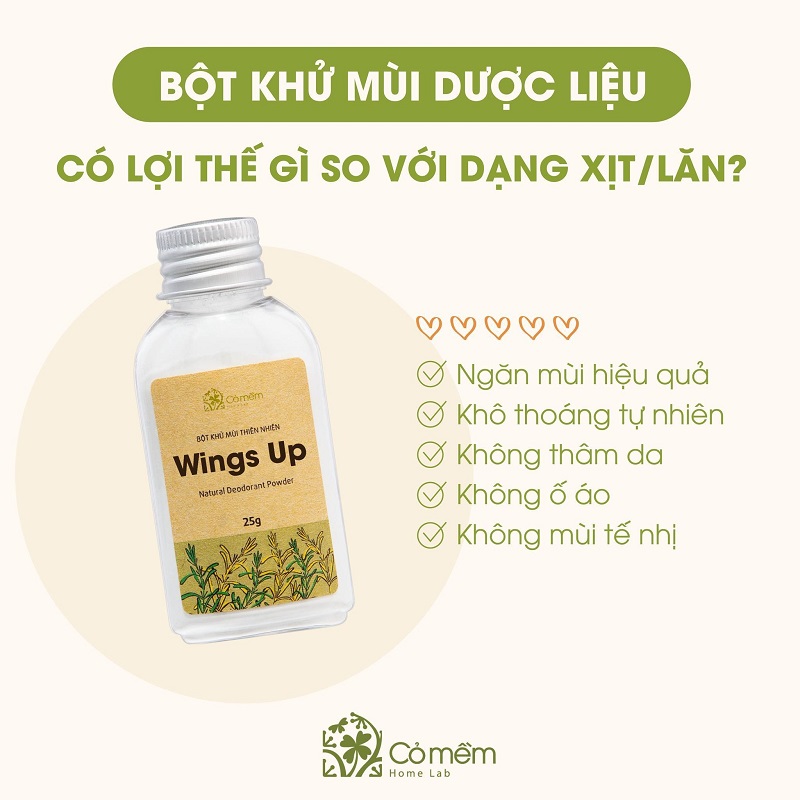 BỘT KHỬ MÙI DƯỢC LIỆU
CÓ LỢI THẾ GÌ SO VỚI DẠNG XỊT/LĂN?
Cỏ mềm
BỘT KHỬ MÙI THIÊN NHIÊN
Wings Up
Natural Deodorant Powder
25g
Ngăn mùi hiệu quả
Khô thoáng tự nhiên
Không thâm da
Không ố áo
Không mùi tế nhị
Cỏ mềm
Home Lab